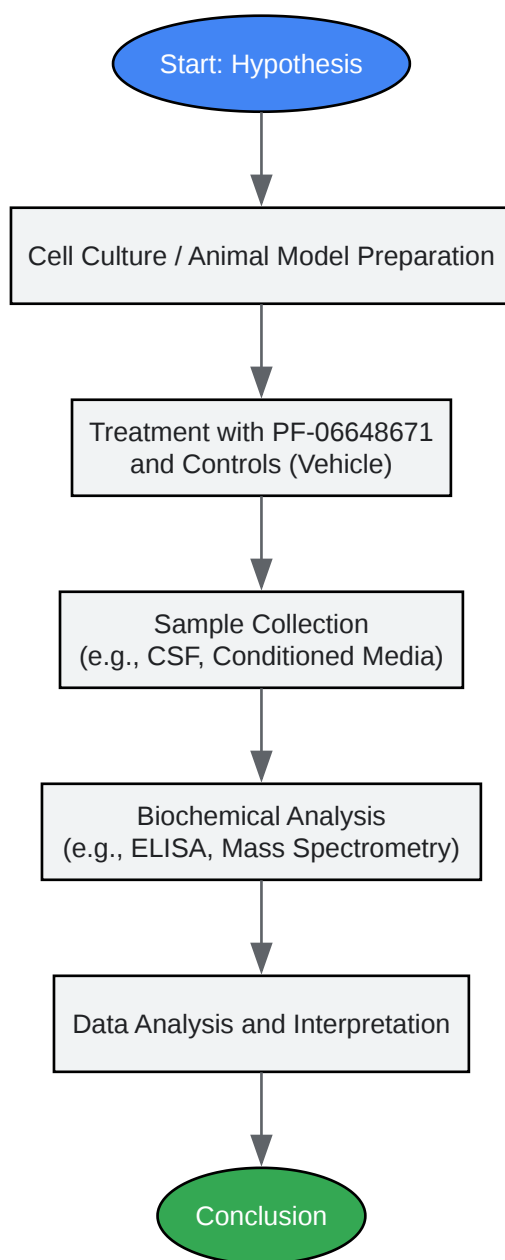 Start: Hypothesis
Cell Culture / Animal Model Preparation
Treatment with PF-06648671
and Controls (Vehicle)
Sample Collection
(e.g., CSF, Conditioned Media)
Biochemical Analysis
(e.g., ELISA, Mass Spectrometry)
Data Analysis and Interpretation
Conclusion